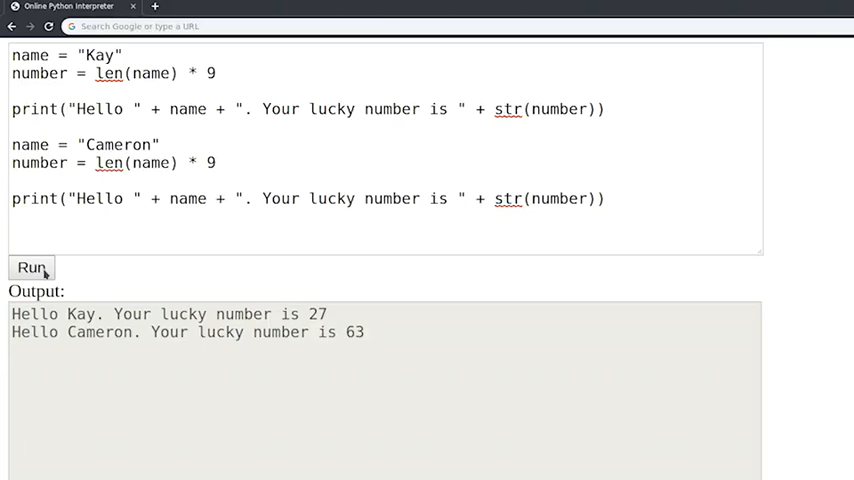 Online Python Interpreter
Search Google or type a URL
name = "Kay"
number = len(name) * 9
print("Hello " + name + ". Your lucky number is " + str(number))
name = "Cameron"
number = len(name) * 9
print("Hello " + name + ". Your lucky number is " + str(number))
Run
Output:
Hello Kay. Your lucky number is 27
Hello Cameron. Your lucky number is 63